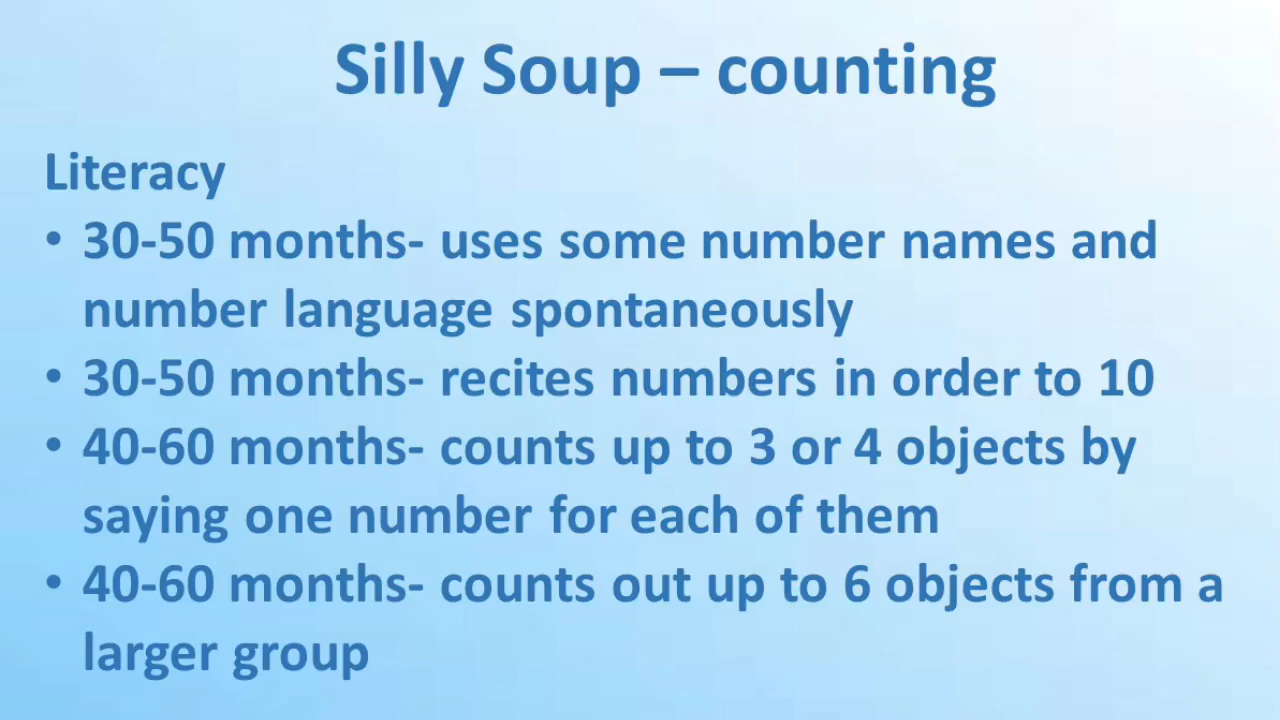 Silly Soup – counting
Literacy
• 30-50 months- uses some number names and
number language spontaneously
• 30-50 months- recites numbers in order to 10
• 40-60 months- counts up to 3 or 4 objects by
saying one number for each of them
• 40-60 months- counts out up to 6 objects from a
larger group